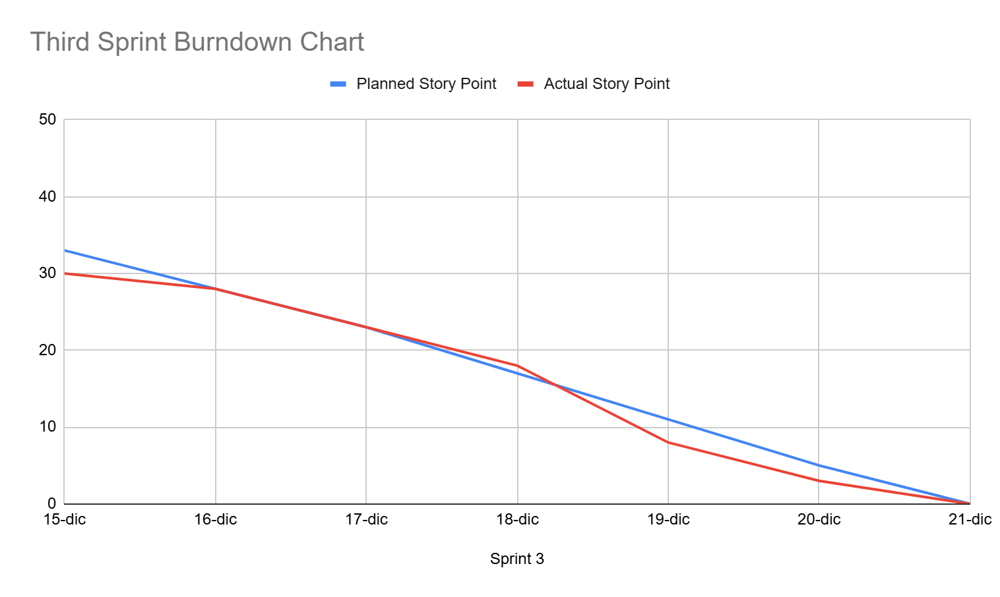 Third Sprint Burndown Chart
Planned Story Point Actual Story Point
50
40
30
20
10
0
15-dic 16-dic 17-dic 18-dic 19-dic 20-dic 21-dic
Sprint 3